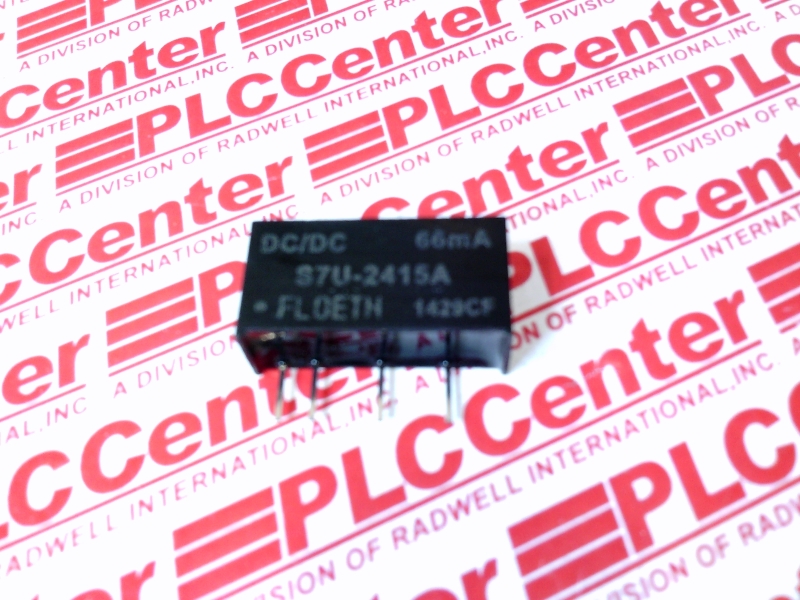 PLCCenter
A DIVISION OF RADWELL INTERNATIONAL, INC.
DC/DC 66mA
S7U-2415A
FLOETH 1429CF